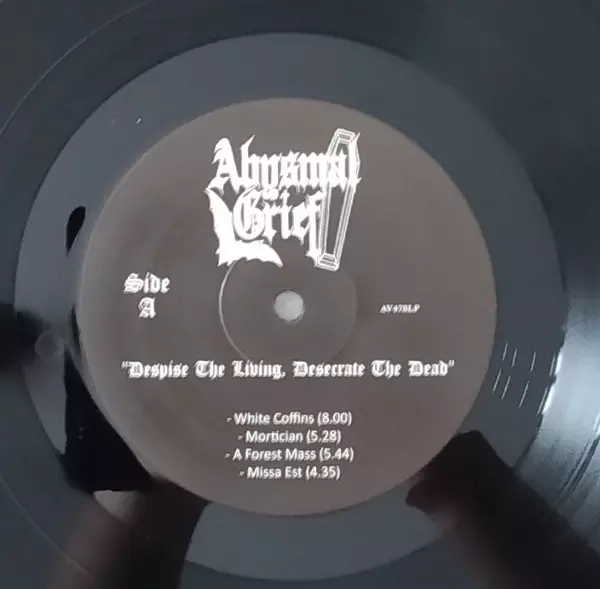 Abysmal
Grief
Side
A
AV470LP
"Despise The Living, Desecrate The Dead"
- White Coffins (8.00)
- Mortician (5.28)
- A Forest Mass (5.44)
- Missa Est (4.35)